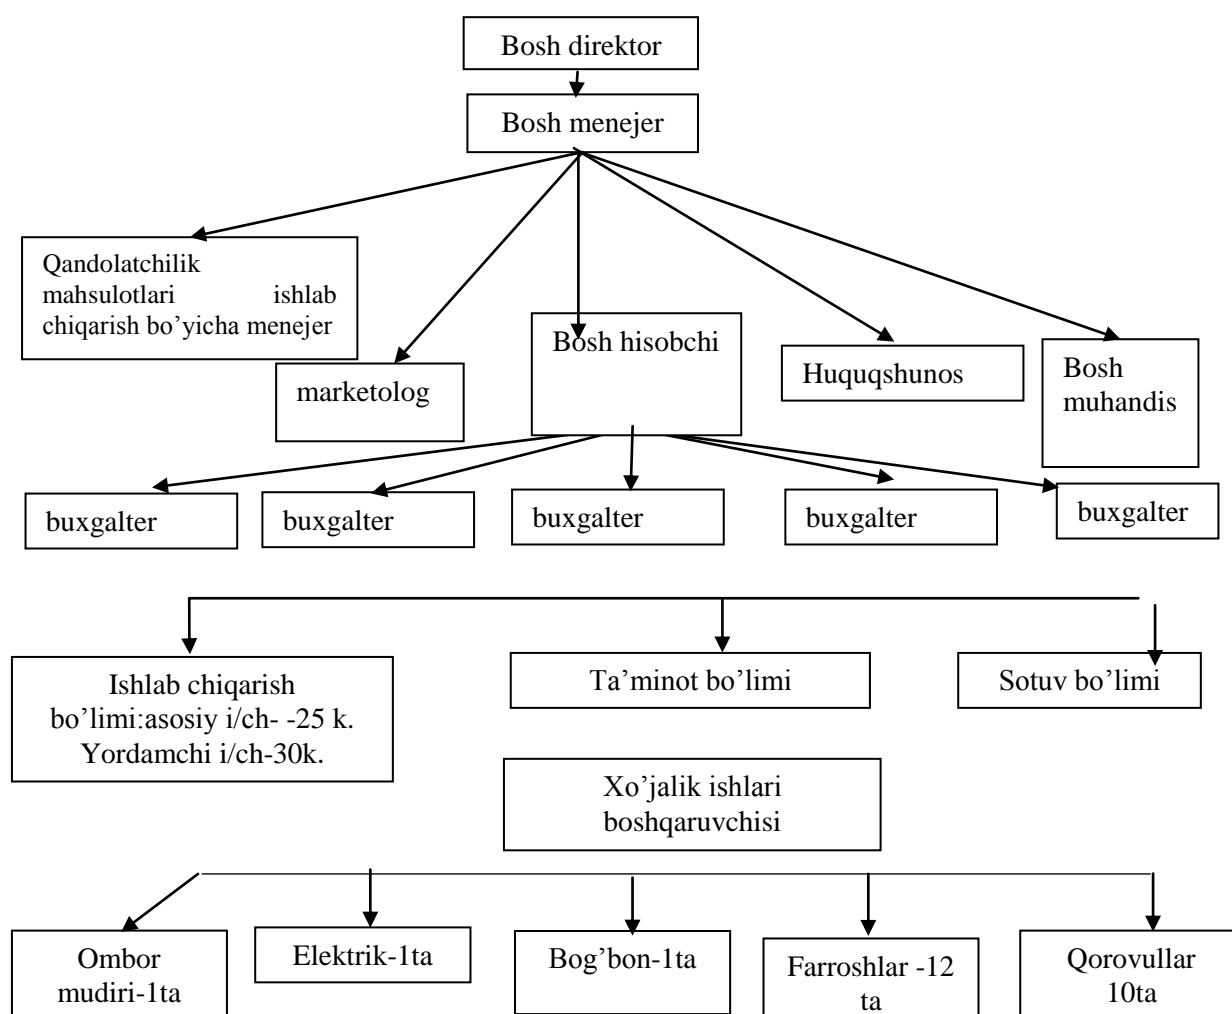 Bosh direktor
Bosh menejer
Qandolatchilik
mahsulotlari ishlab
chiqarish bo’yicha menejer
marketolog
Bosh hisobchi
Huquqshunos
Bosh
muhandis
buxgalter
buxgalter
buxgalter
buxgalter
buxgalter
Ishlab chiqarish
bo’limi:asosiy i/ch- -25 k.
Yordamchi i/ch-30k.
Ta’minot bo’limi
Sotuv bo’limi
Xo’jalik ishlari
boshqaruvchisi
Ombor
mudiri-1ta
Elektrik-1ta
Bog’bon-1ta
Farroshlar -12
ta
Qorovullar
10ta